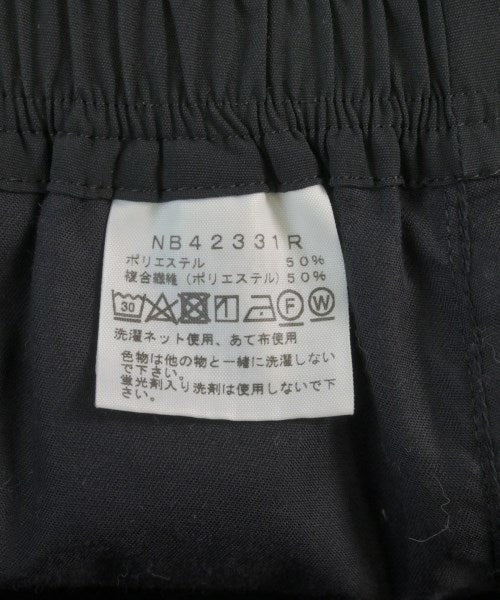 NB42331R
ポリエステル 50%
複合繊維(ポリエステル)50%
30 F W
洗濯ネット使用、あて布使用
色物は他の物と一緒に洗濯しない
で下さい。
蛍光剤入り洗剤は使用しないで下
さい。